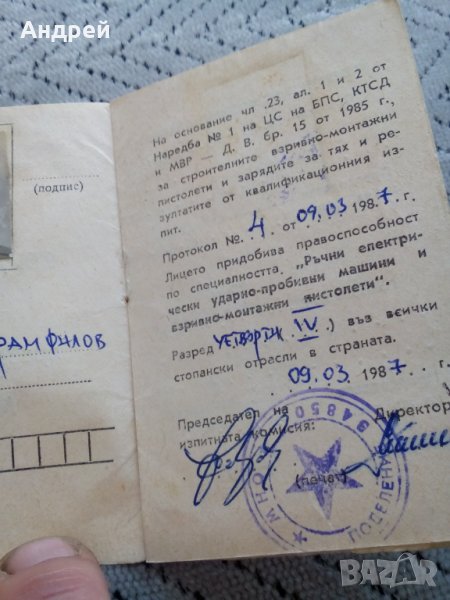 Андрей
(подпис)
РАМФИЛОВ
На основание чл .23, ал. 1 и 2 от
Наредба № 1 на ЦС на БПС, КТСД
и МВР — Д. В. бр. 15 от 1985 г.,
за строителните взривно-монтажни
пистолети и зарядите за тях и ре-
зултатите от квалификационния из-
пит.
Протокол №. 4 . от 09.03 1987. г.
Лицето придобива правоспособност
по специалността. „Ръчни електри-
чески ударно-пробивни машини и
взривно-монтажни пистолети".
Разред (IV.) във всички
стопански отрасли в страната.
09.03. 1987. г.
Председател на Директор
изпитната комисия:
(печат)
BAZAR